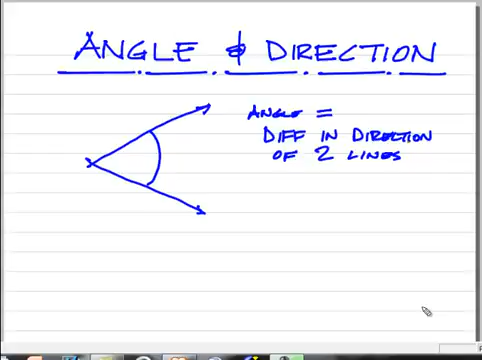 ANGLE & DIRECTION
ANGLE =
DIFF IN DIRECTION
OF 2 LINES